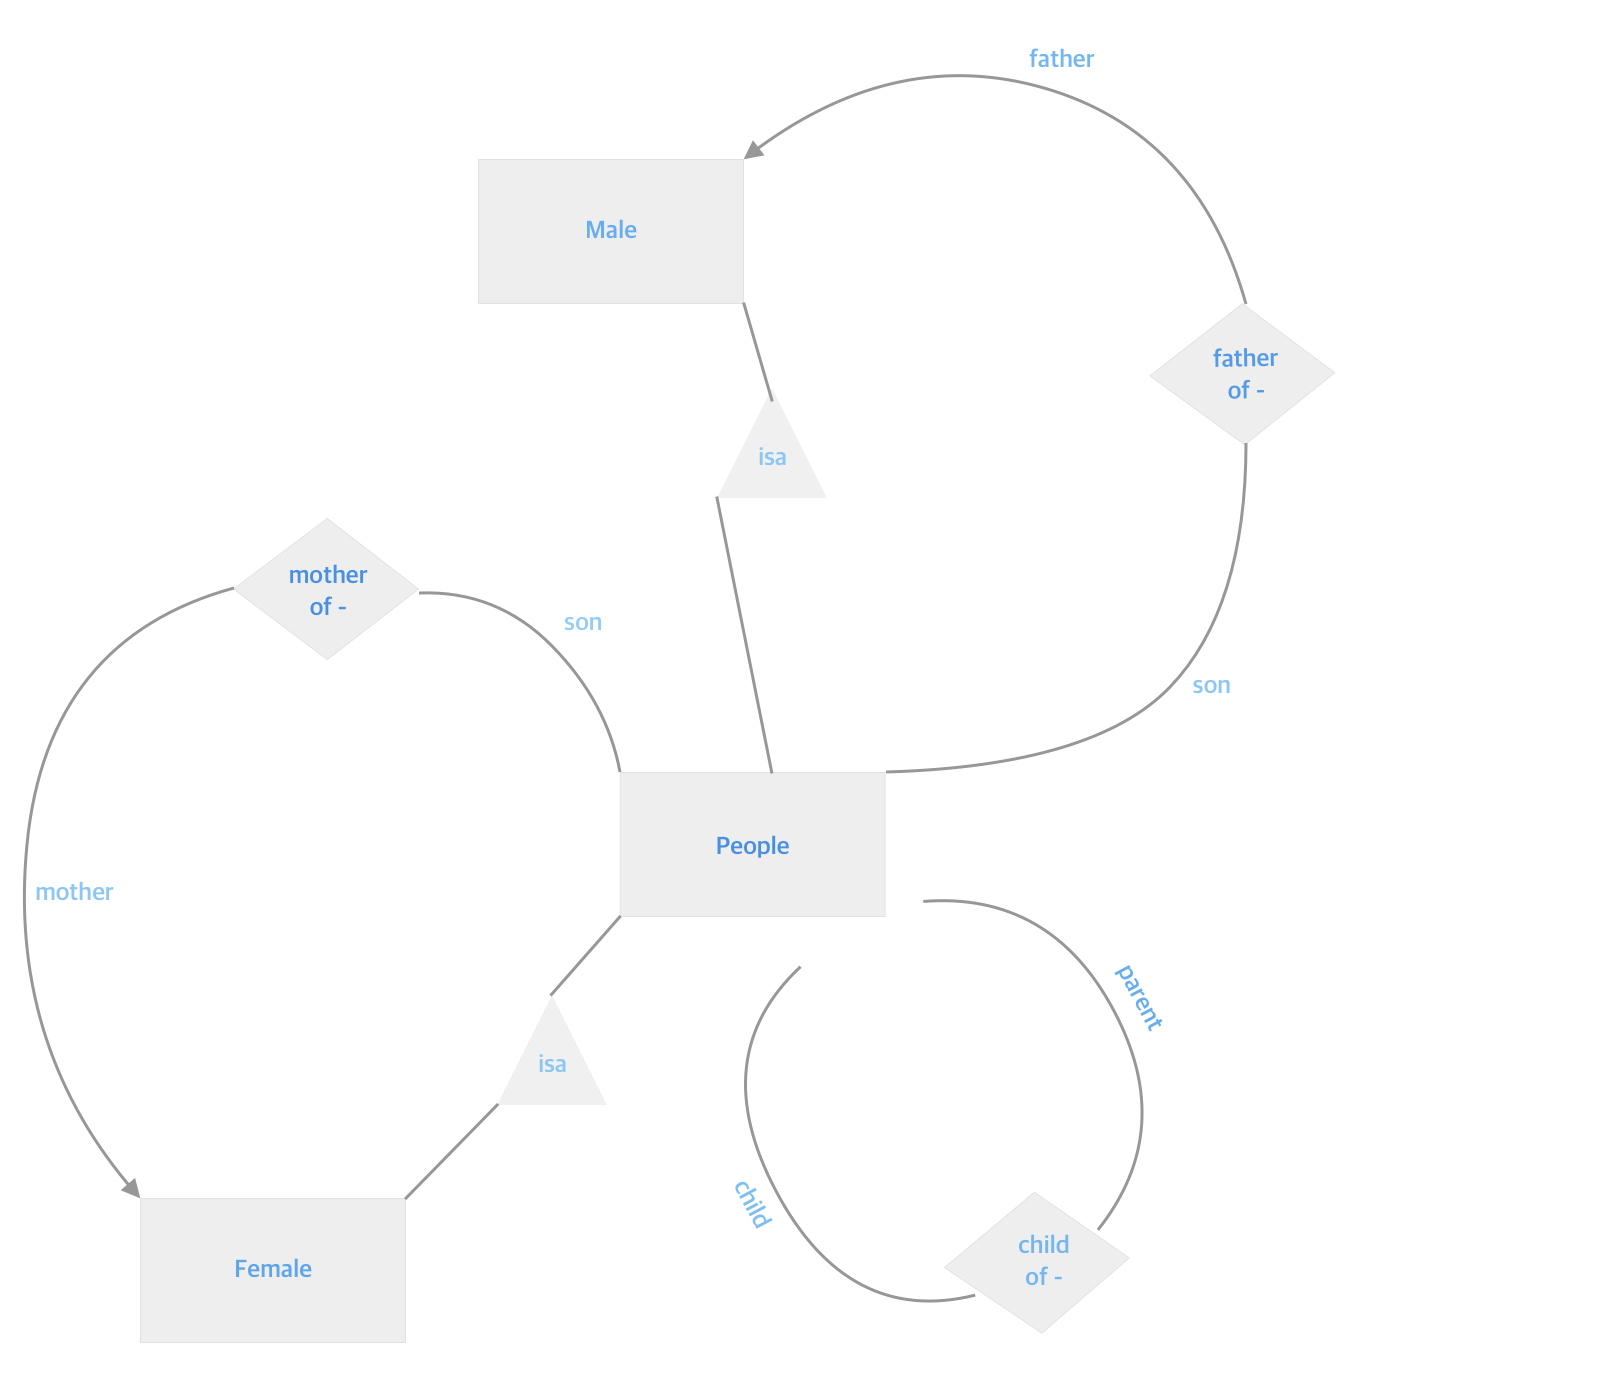 father
Male
father
of -
isa
mother
of -
son
son
People
mother
parent
isa
child
child
of -
Female